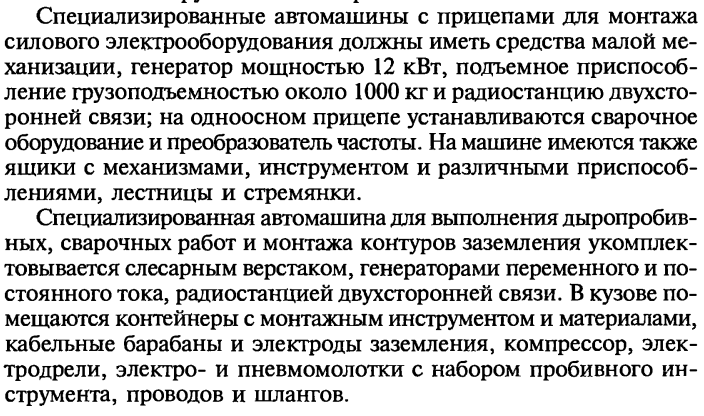 Специализированные автомашины с прицепами для монтажа
силового электрооборудования должны иметь средства малой ме-
ханизации, генератор мощностью 12 кВт, подъемное приспособ-
ление грузоподъемностью около 1000 кг и радиостанцию двухсто-
ронней связи; на одноосном прицепе устанавливаются сварочное
оборудование и преобразователь частоты. На машине имеются также
ящики с механизмами, инструментом и различными приспособ-
лениями, лестницы и стремянки.
Специализированная автомашина для выполнения дыропробив-
ных, сварочных работ и монтажа контуров заземления укомплек-
товывается слесарным верстаком, генераторами переменного и по-
стоянного тока, радиостанцией двухсторонней связи. В кузове по-
мещаются контейнеры с монтажным инструментом и материалами,
кабельные барабаны и электроды заземления, компрессор, элек-
тродрели, электро- и пневмомолотки с набором пробивного ин-
струмента, проводов и шлангов.